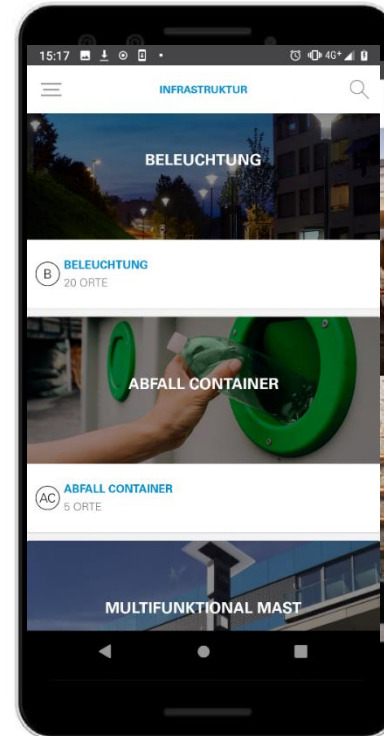 15:17 4G+
INFRASTRUKTUR
BELEUCHTUNG
B BELEUCHTUNG
20 ORTE
ABFALL CONTAINER
AC ABFALL CONTAINER
5 ORTE
MULTIFUNKTIONAL MAST